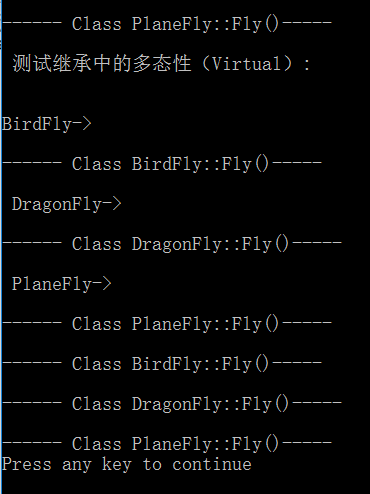 ------ Class PlaneFly::Fly()-----
测试继承中的多态性（Virtual）:
BirdFly->
------ Class BirdFly::Fly()-----
DragonFly->
------ Class DragonFly::Fly()-----
PlaneFly->
------ Class PlaneFly::Fly()-----
------ Class BirdFly::Fly()-----
------ Class DragonFly::Fly()-----
------ Class PlaneFly::Fly()-----
Press any key to continue